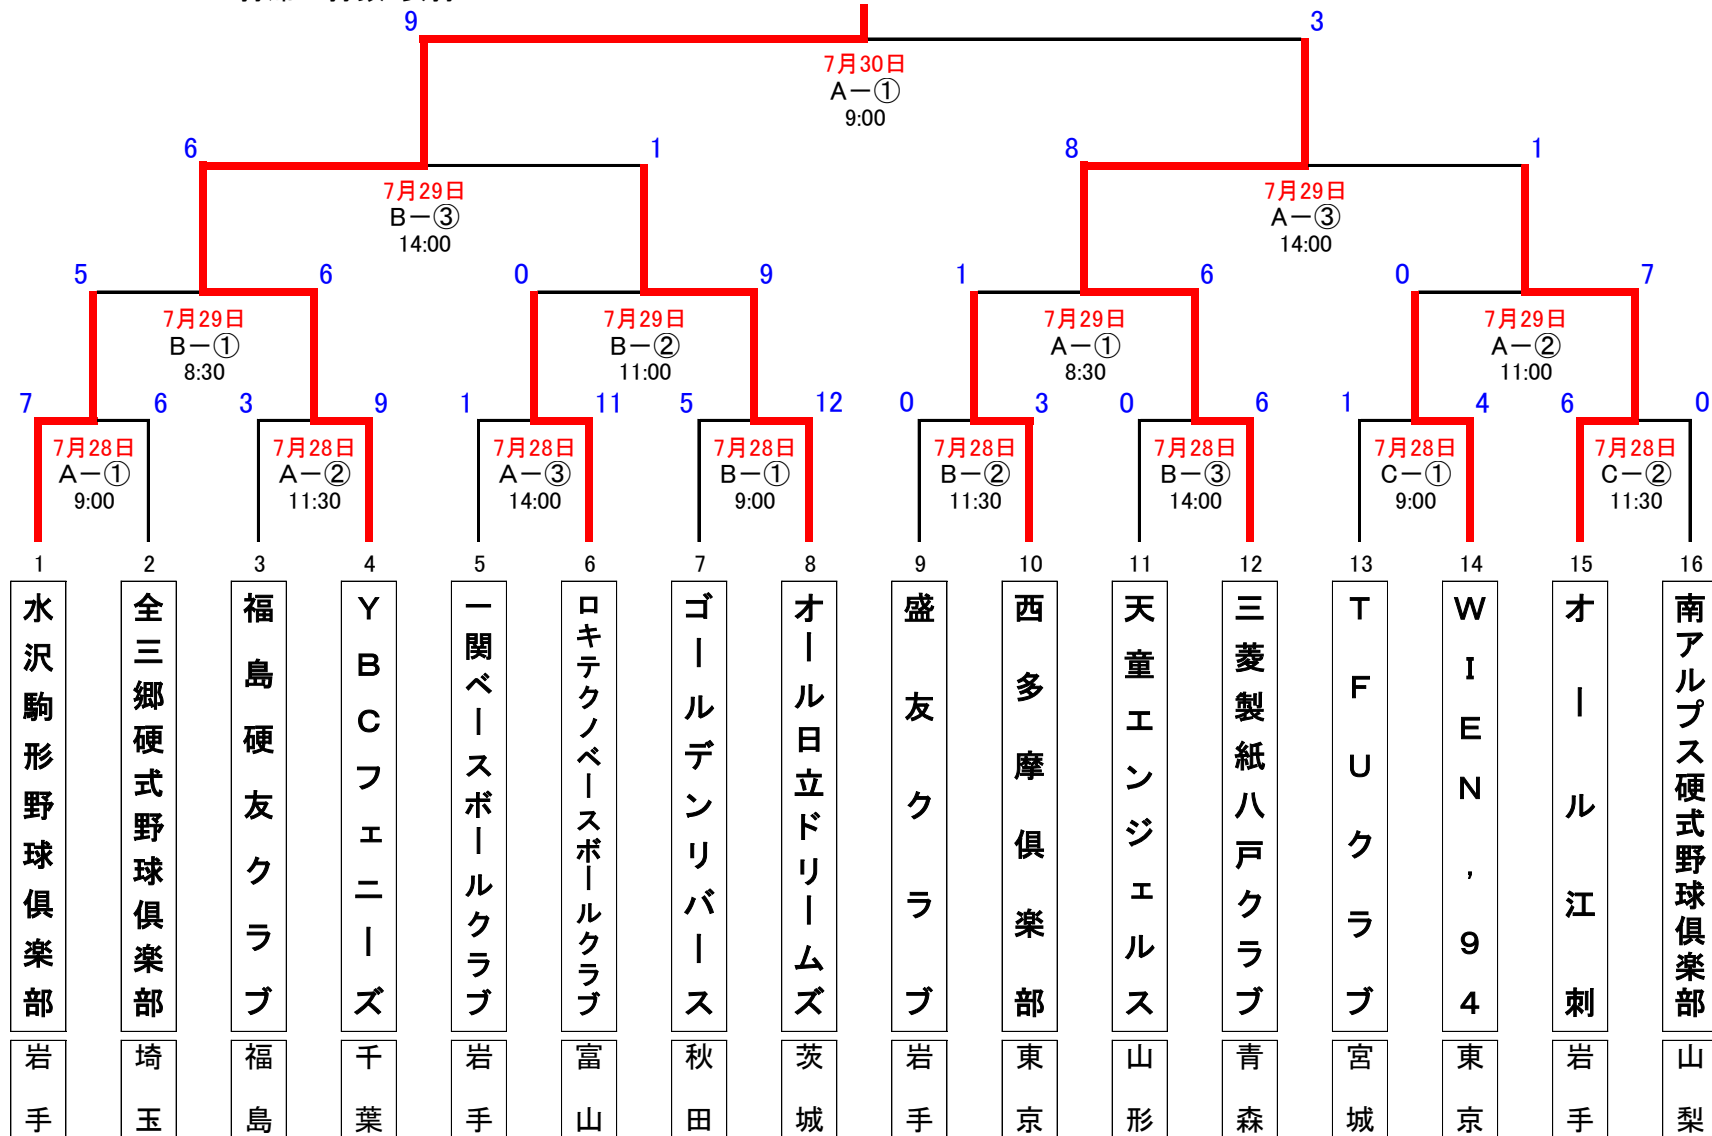 9 3
7月30日
A－①
9:00
6 1 8 1
7月29日 7月29日
B－③ A－③
14:00 14:00
5 6 0 9 1 6 0 7
7月29日 7月29日 7月29日 7月29日
B－① B－② A－① A－②
8:30 11:00 8:30 11:00
7 6 3 9 1 11 5 12 0 3 0 6 1 4 6 0
7月28日 7月28日 7月28日 7月28日 7月28日 7月28日 7月28日 7月28日
A－① A－② A－③ B－① B－② B－③ C－① C－②
9:00 11:30 14:00 9:00 11:30 14:00 9:00 11:30
1 2 3 4 5 6 7 8 9 10 11 12 13 14 15 16
水沢駒形野球倶楽部
全三郷硬式野球倶楽部
福島硬友クラブ
ＹＢＣフェニーズ
一関ベースボールクラブ
ロキテクノベースボールクラブ
ゴールデンリバース
オール日立ドリームズ
盛友クラブ
西多摩倶楽部
天童エンジェルス
三菱製紙八戸クラブ
ＴＦＵクラブ
ＷＩＥＮ，９４
オール江刺
南アルプス硬式野球倶楽部
岩手
埼玉
福島
千葉
岩手
富山
秋田
茨城
岩手
東京
山形
青森
宮城
東京
岩手
山梨